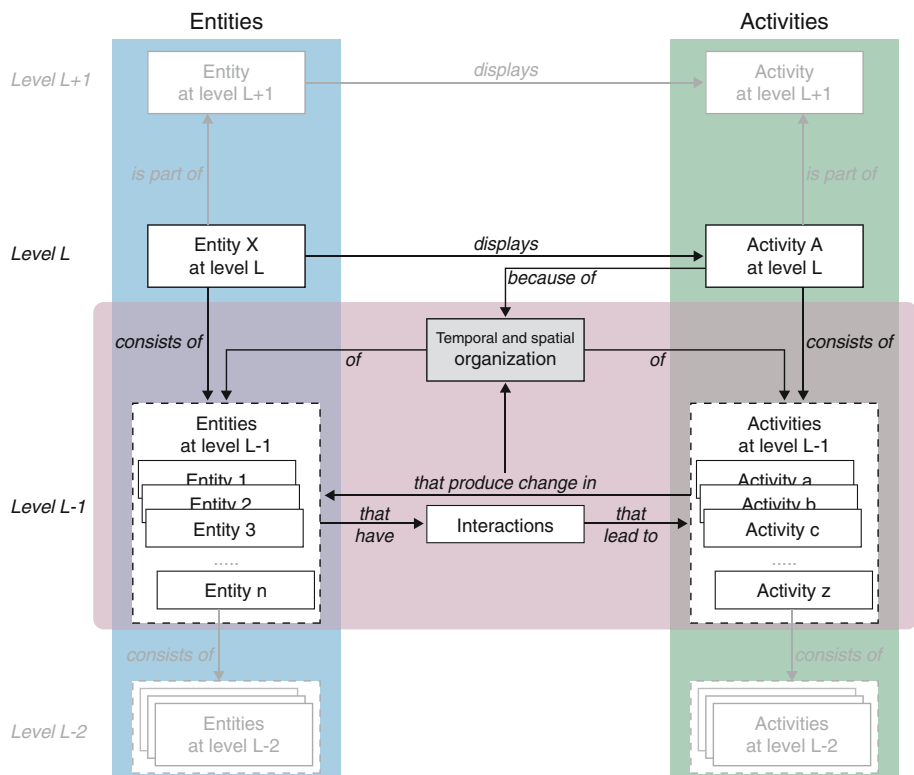 Entities
Activities
Level L+1
Entity
at level L+1
displays
Activity
at level L+1
is part of
is part of
Level L
Entity X
at level L
displays
Activity A
at level L
because of
consists of
Temporal and spatial
organization
consists of
of
of
Entities
at level L-1
Activities
at level L-1
Entity 1
that produce change in
Activity a
Level L-1
Entity 2
Activity b
Entity 3
that
have
Interactions
that
lead to
Activity c
.....
.....
Entity n
Activity z
consists of
consists of
Level L-2
Entities
at level L-2
Activities
at level L-2